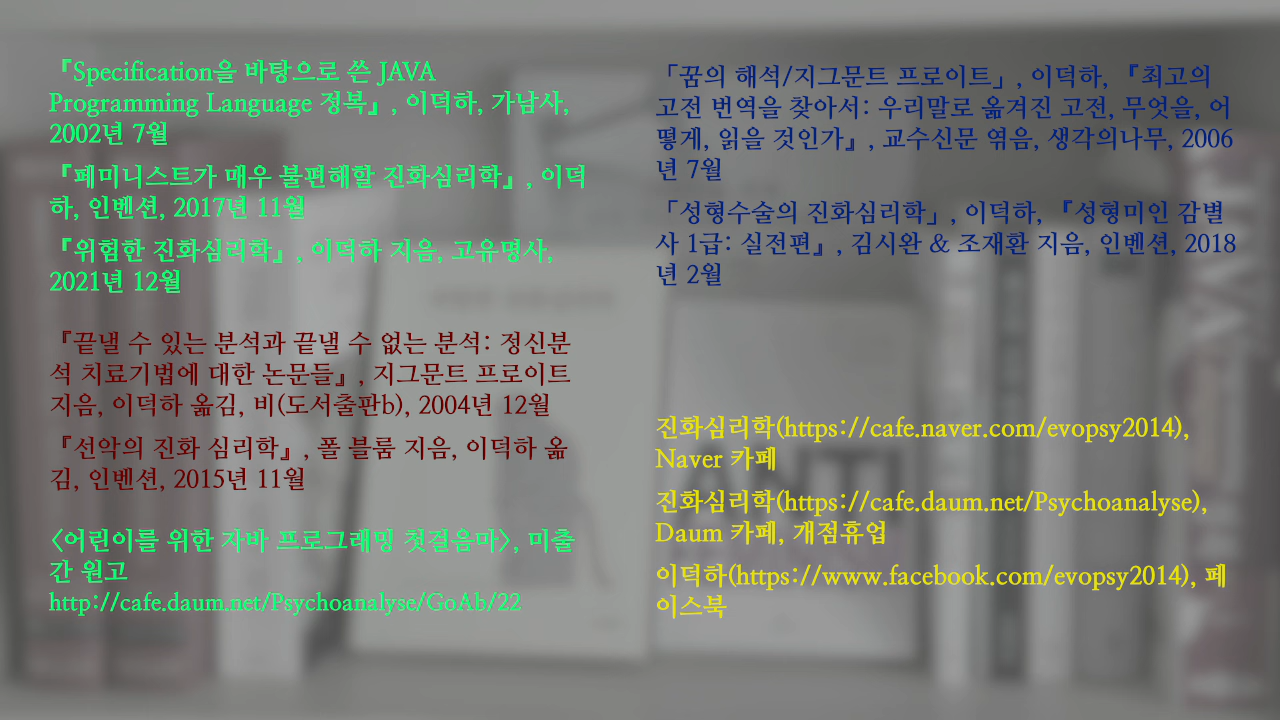 『Specification을 바탕으로 쓴 JAVA
Programming Language 정복』, 이덕하, 가남사,
2002년 7월
『페미니스트가 매우 불편해할 진화심리학』, 이덕
하, 인벤션, 2017년 11월
『위험한 진화심리학』, 이덕하 지음, 고유명사,
2021년 12월
『끝낼 수 있는 분석과 끝낼 수 없는 분석: 정신분
석 치료기법에 대한 논문들』, 지그문트 프로이트
지음, 이덕하 옮김, 비(도서출판b), 2004년 12월
『선악의 진화 심리학』, 폴 블룸 지음, 이덕하 옮
김, 인벤션, 2015년 11월
<어린이를 위한 자바 프로그래밍 첫걸음마>, 미출
간 원고
http://cafe.daum.net/Psychoanalyse/GoAb/22
「꿈의 해석/지그문트 프로이트」, 이덕하, 『최고의
고전 번역을 찾아서: 우리말로 옮겨진 고전, 무엇을, 어
떻게, 읽을 것인가』, 교수신문 엮음, 생각의나무, 2006
년 7월
「성형수술의 진화심리학」, 이덕하, 『성형미인 감별
사 1급: 실전편』, 김시완 & 조재환 지음, 인벤션, 2018
년 2월
진화심리학(https://cafe.naver.com/evopsy2014),
Naver 카페
진화심리학(https://cafe.daum.net/Psychoanalyse),
Daum 카페, 개점휴업
이덕하(https://www.facebook.com/evopsy2014), 페
이스북